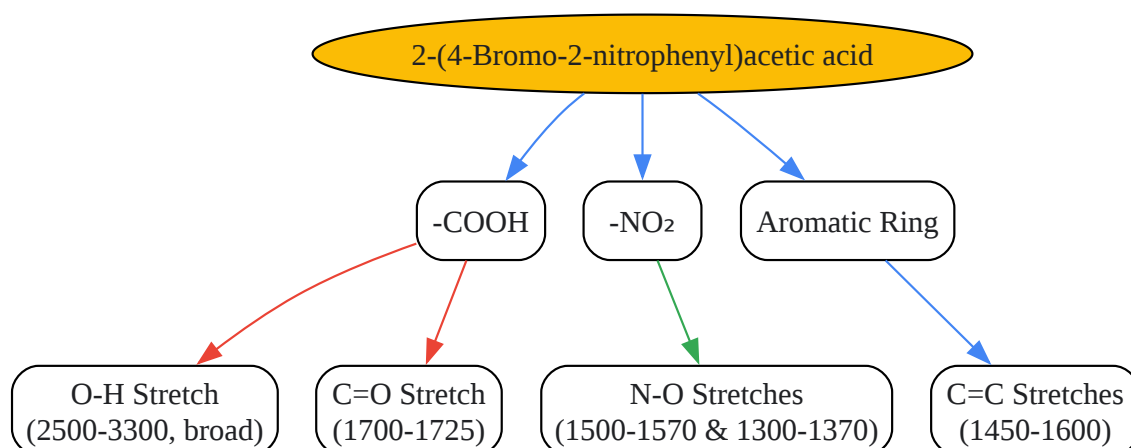 2-(4-Bromo-2-nitrophenyl)acetic acid
-COOH
-NO₂
Aromatic Ring
O-H Stretch
(2500-3300, broad)
C=O Stretch
(1700-1725)
N-O Stretches
(1500-1570 & 1300-1370)
C=C Stretches
(1450-1600)